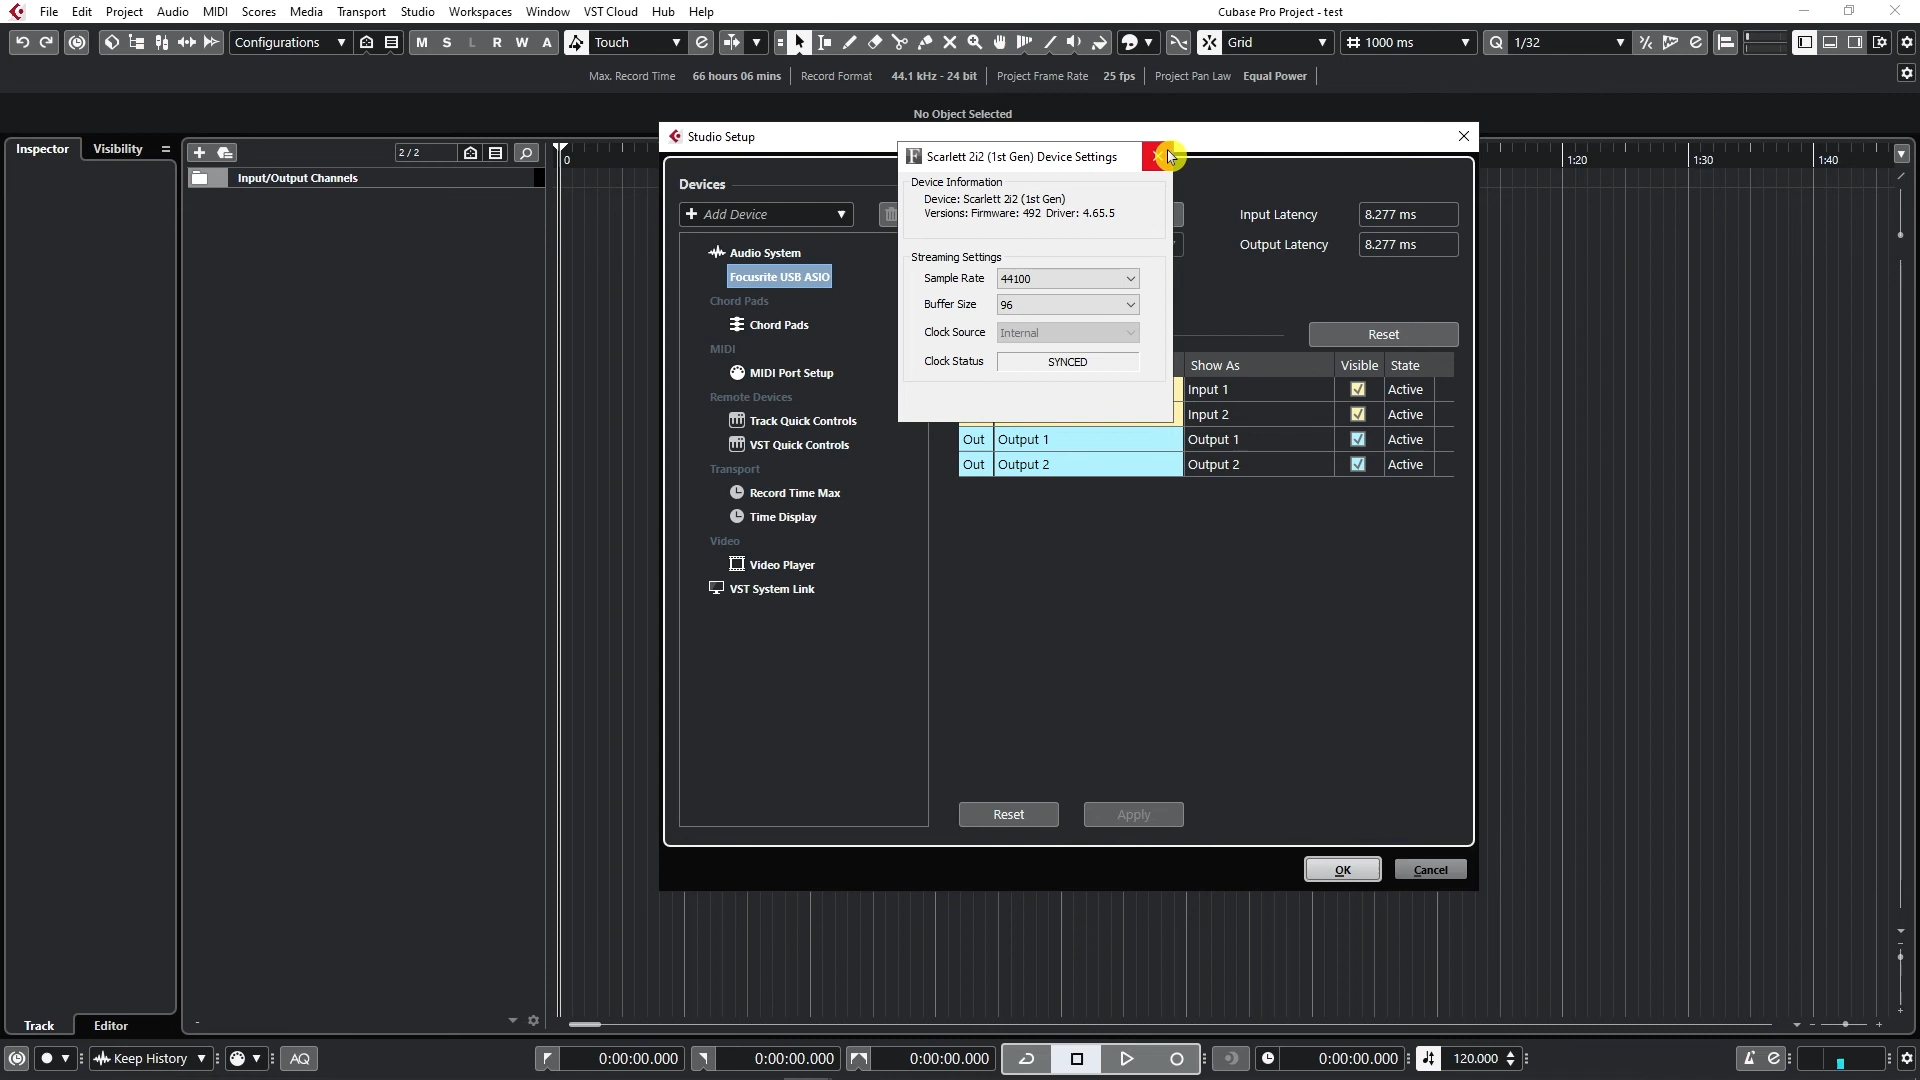 File Edit Project Audio MIDI Scores Media Transport Studio Workspaces Window VST Cloud Hub Help
Cubase Pro Project - test
Configurations M S L R W A Touch Grid 1000 ms Q 1/32
Max. Record Time 66 hours 06 mins Record Format 44.1 kHz - 24 bit Project Frame Rate 25 fps Project Pan Law Equal Power
No Object Selected
Inspector Visibility
2 / 2
Input/Output Channels
0 1:20 1:30 1:40
Studio Setup
Devices
+ Add Device
Audio System
Focusrite USB ASIO
Chord Pads
Chord Pads
MIDI
MIDI Port Setup
Remote Devices
Track Quick Controls
VST Quick Controls
Transport
Record Time Max
Time Display
Video
Video Player
VST System Link
Scarlett 2i2 (1st Gen) Device Settings
Device Information
Device: Scarlett 2i2 (1st Gen)
Versions: Firmware: 492 Driver: 4.65.5
Streaming Settings
Sample Rate 44100
Buffer Size 96
Clock Source Internal
Clock Status SYNCED
Input Latency 8.277 ms
Output Latency 8.277 ms
Reset
Show As Visible State
Input 1 Active
Input 2 Active
Out Output 1 Output 1 Active
Out Output 2 Output 2 Active
Reset Apply
OK Cancel
Track Editor
Keep History AQ 0:00:00.000 0:00:00.000 0:00:00.000 0:00:00.000 120.000